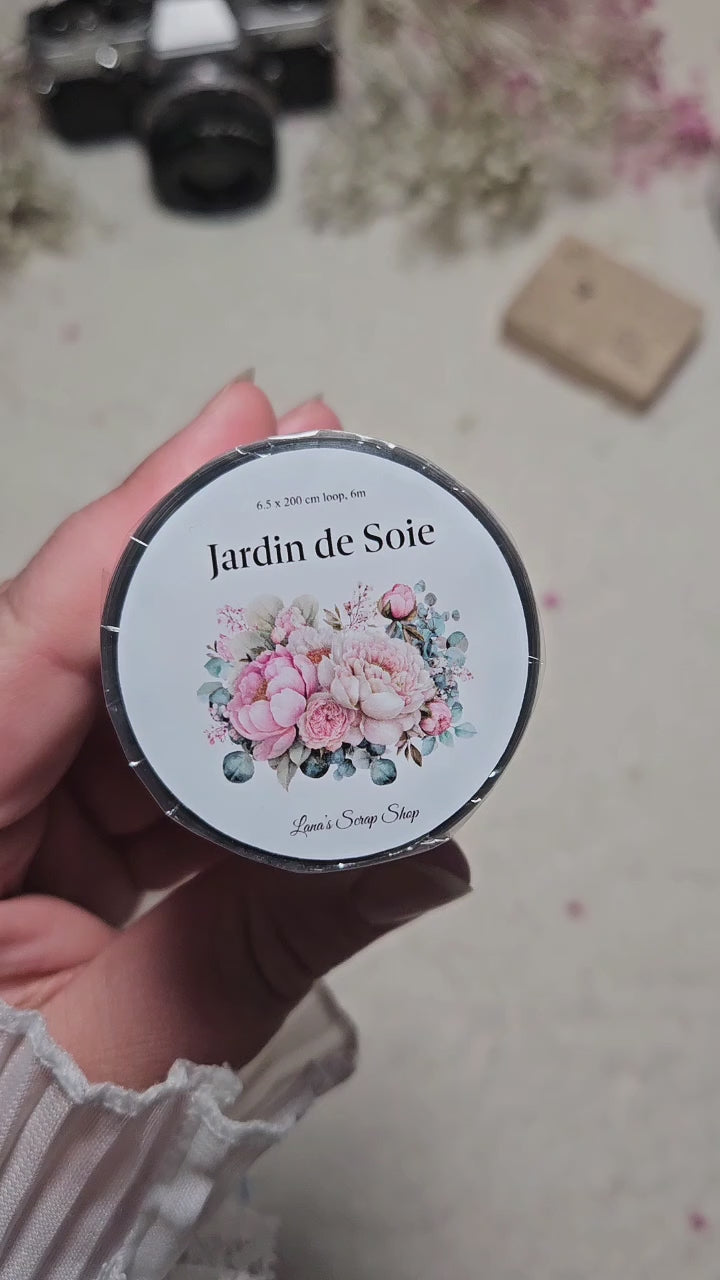 6.5 x 200 cm loop, 6m
Jardin de Soie
Lana's Scrap Shop